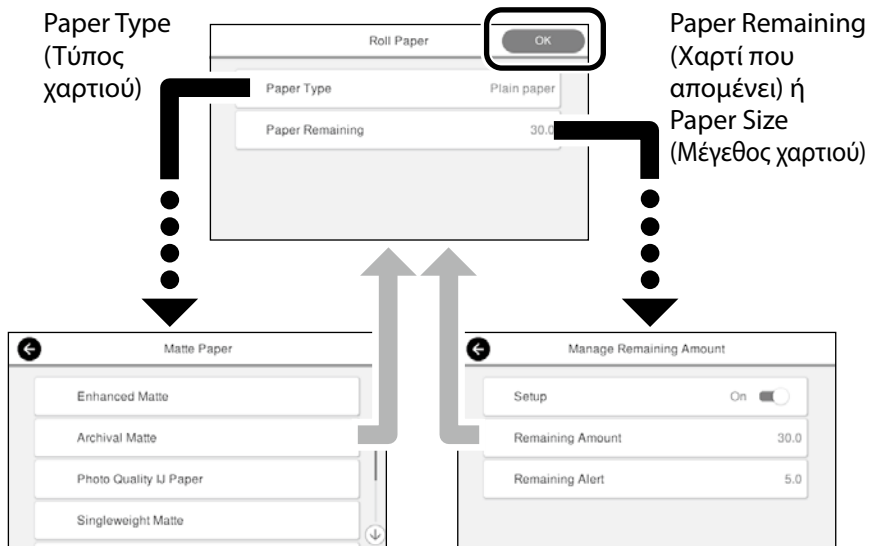 Paper Type
(Τύπος
χαρτιού)
Roll Paper
OK
Paper Type
Plain paper
Paper Remaining
30.0
Paper Remaining
(Χαρτί που
απομένει) ή
Paper Size
(Μέγεθος χαρτιού)
Matte Paper
Enhanced Matte
Archival Matte
Photo Quality IJ Paper
Singleweight Matte
Manage Remaining Amount
Setup
On
Remaining Amount
30.0
Remaining Alert
5.0